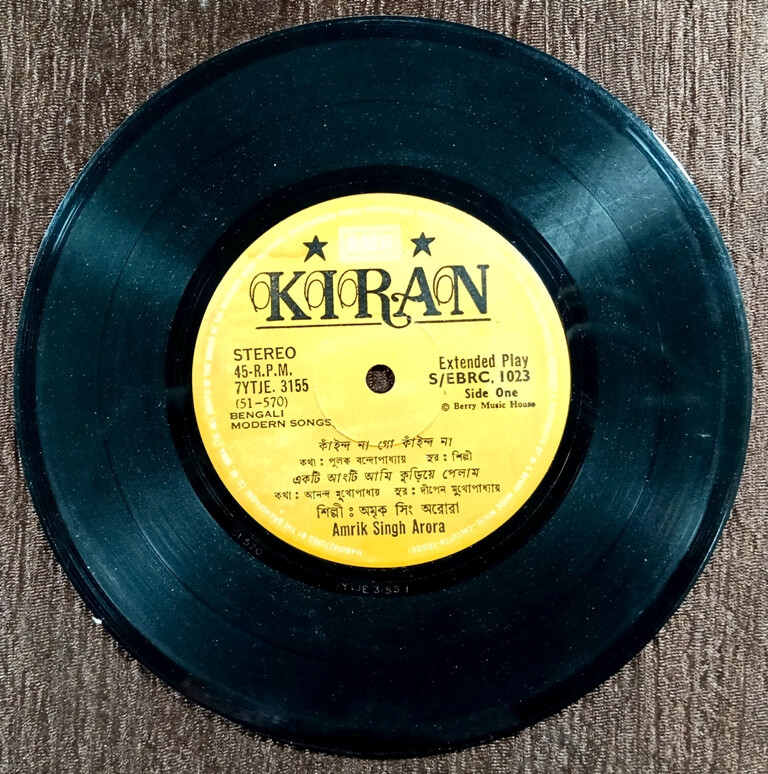 KIRAN
STEREO
45-R.P.M.
7YTJE. 3155
(51-570)
BENGALI
MODERN SONGS
Extended Play
S/EBRC. 1023
Side One
© Berry Music House
কাঁইন্দ না গো কাঁইন্দ না
কথা : পুলক বন্দোপাধ্যায় সুর : শিল্পী
একটি আংটি আমি কুড়িয়ে পেলাম
কথা : আনন্দ মুখোপাধ্যায় সুর : দীপেন মুখোপাধ্যায়
শিল্পী : অমৃক সিং অরোরা
Amrik Singh Arora